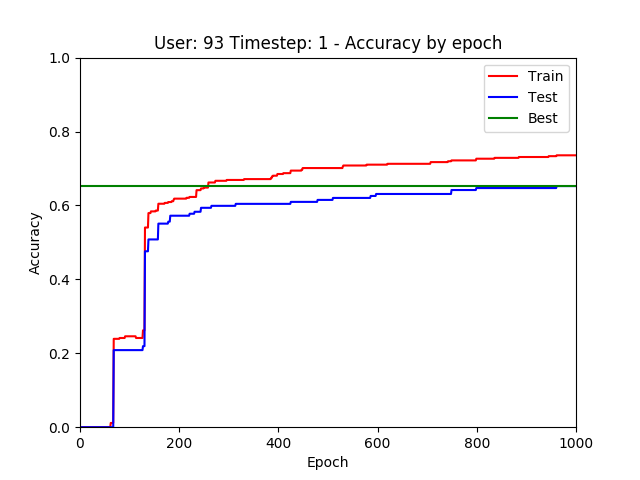 User: 93 Timestep: 1 - Accuracy by epoch
1.0
0.8
0.6
0.4
0.2
0.0
Accuracy
Train
Test
Best
0 200 400 600 800 1000
Epoch